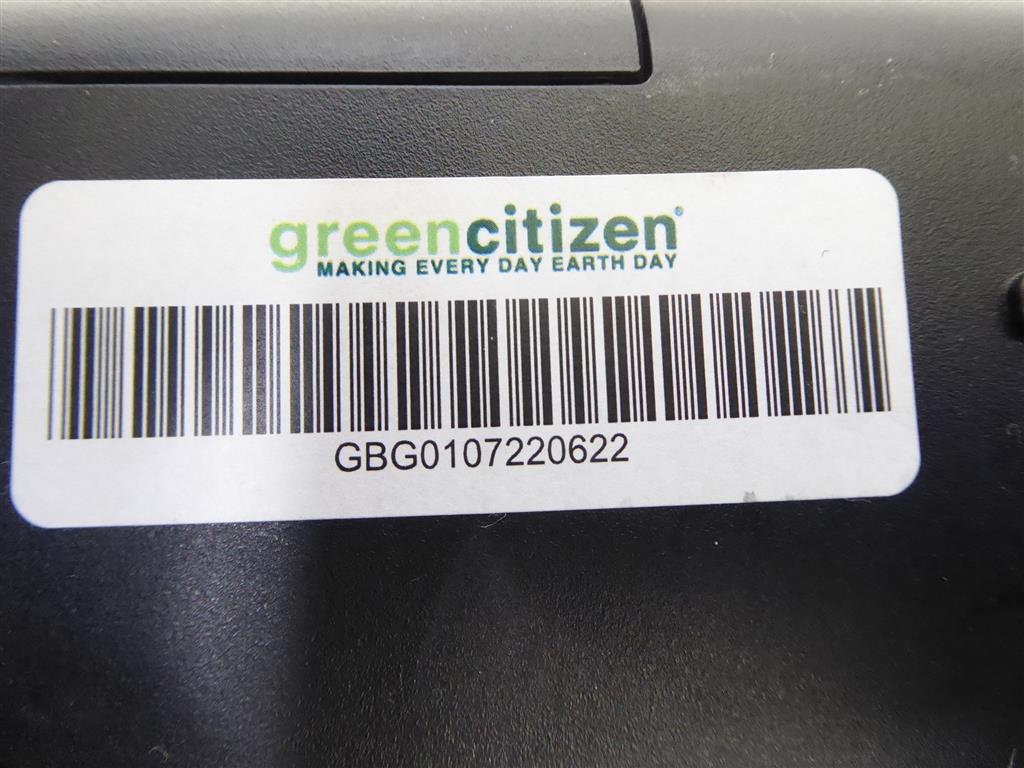 greencitizen®
MAKING EVERY DAY EARTH DAY
GBG0107220622